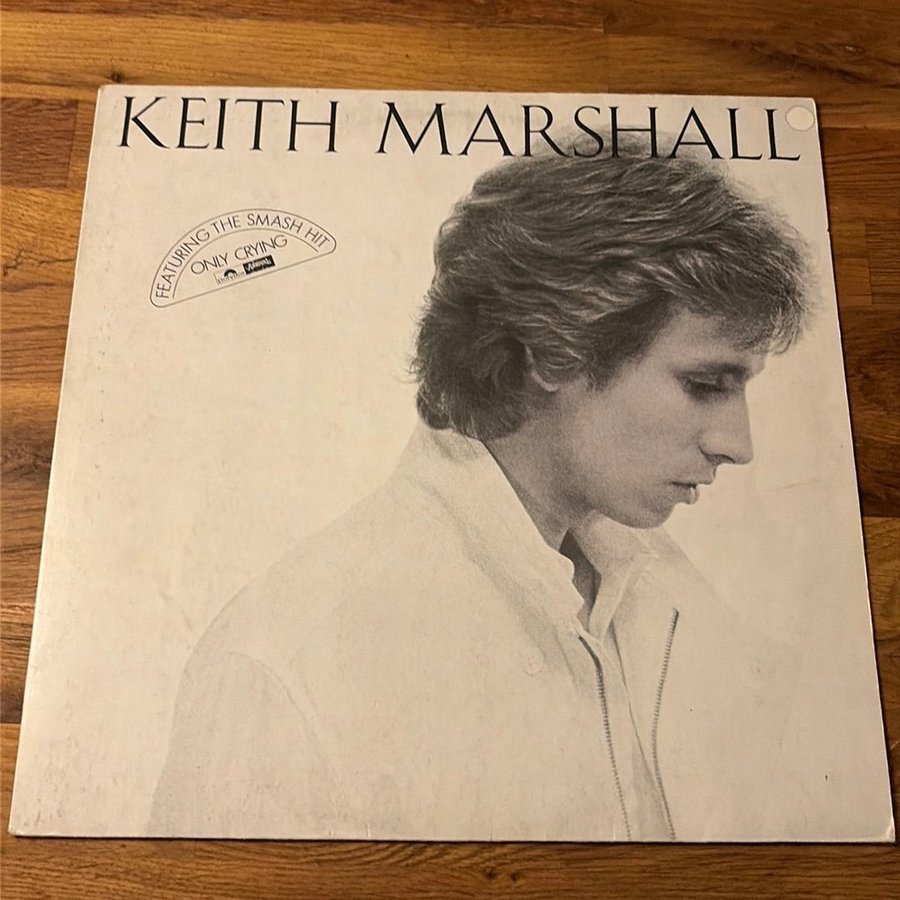 KEITH MARSHALL
FEATURING THE SMASH HIT
ONLY CRYING